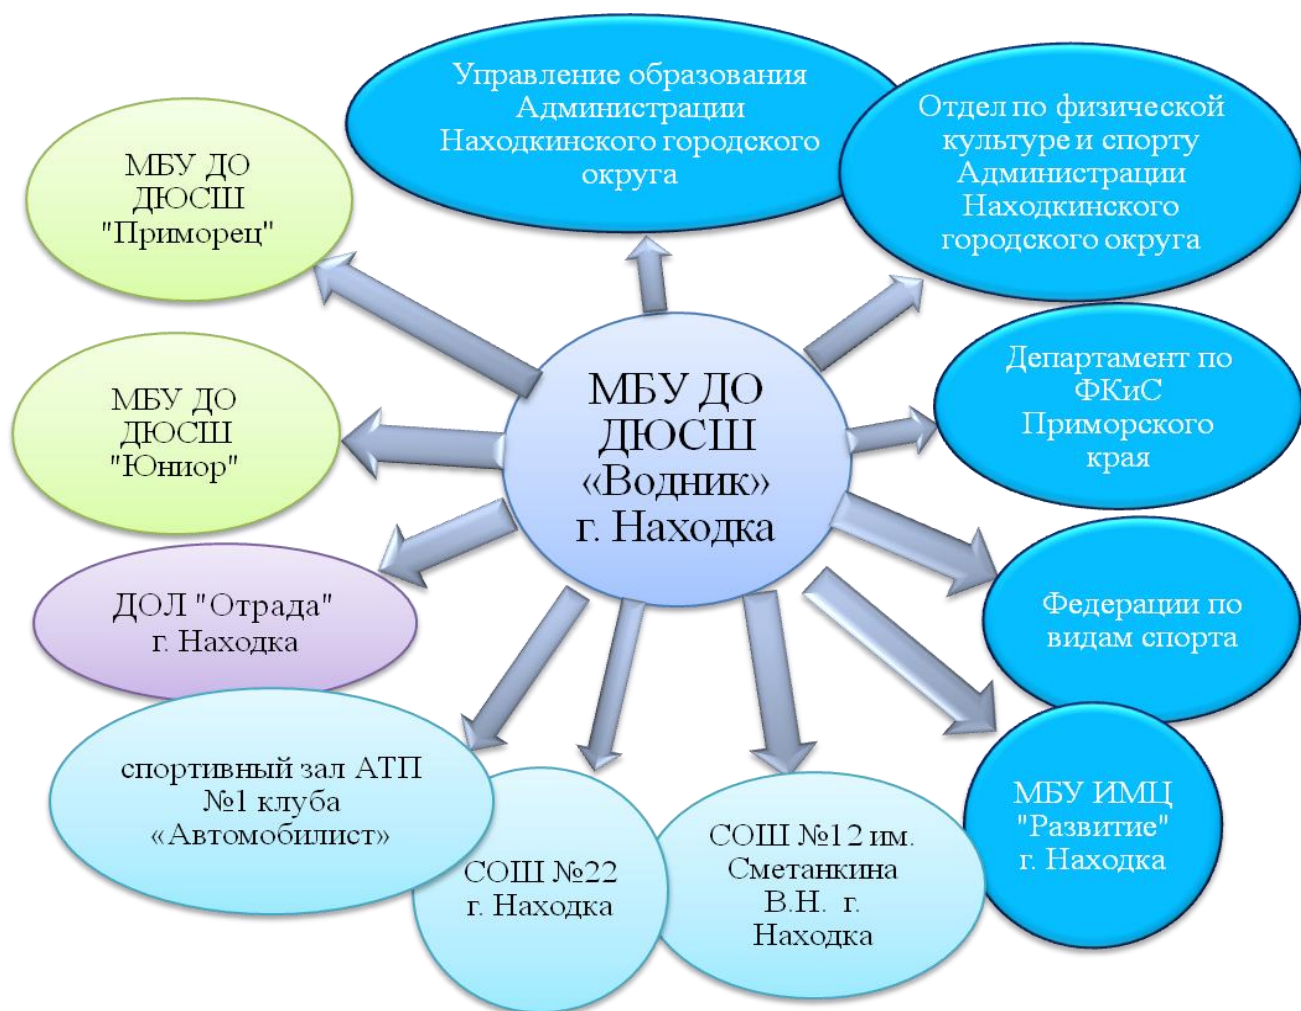 Управление образования
Администрации
Находкинского городского
округа
Отдел по физической
культуре и спорту
Администрации
Находкинского
городского округа
МБУ ДО
ДЮСШ
"Приморец"
Департамент по
ФКиС
Приморского
края
МБУ ДО
ДЮСШ
«Водник»
г. Находка
МБУ ДО
ДЮСШ
"Юниор"
Федерации по
видам спорта
ДОЛ "Отрада"
г. Находка
спортивный зал АТП
№1 клуба
«Автомобилист»
СОШ №22
г. Находка
СОШ №12 им.
Сметанкина
В.Н. г.
Находка
МБУ ИМЦ
"Развитие"
г. Находка